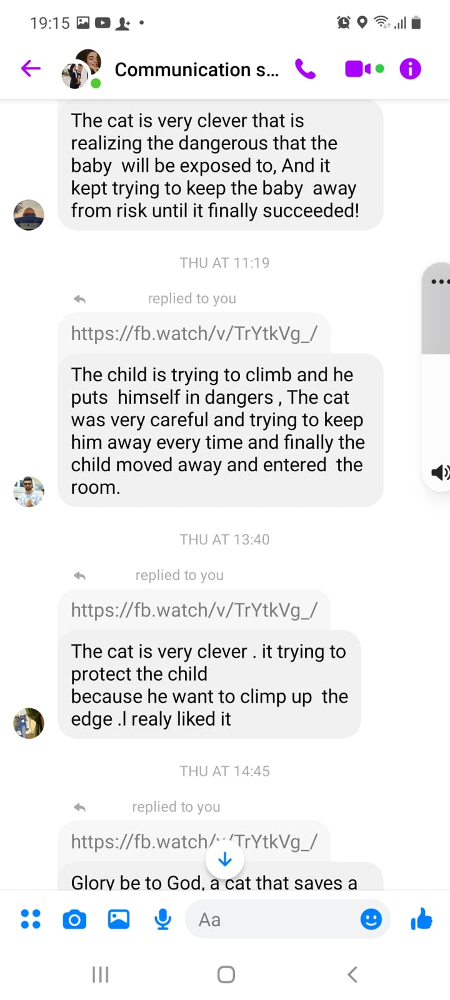 19:15
Communication s...
The cat is very clever that is
realizing the dangerous that the
baby will be exposed to, And it
kept trying to keep the baby away
from risk until it finally succeeded!
THU AT 11:19
replied to you
https://fb.watch/v/TrYtkVg_/
The child is trying to climb and he
puts himself in dangers , The cat
was very careful and trying to keep
him away every time and finally the
child moved away and entered the
room.
THU AT 13:40
replied to you
https://fb.watch/v/TrYtkVg_/
The cat is very clever . it trying to
protect the child
because he want to climp up the
edge .I realy liked it
THU AT 14:45
replied to you
https://fb.watch/v/TrYtkVg_/
Glory be to God, a cat that saves a
Aa